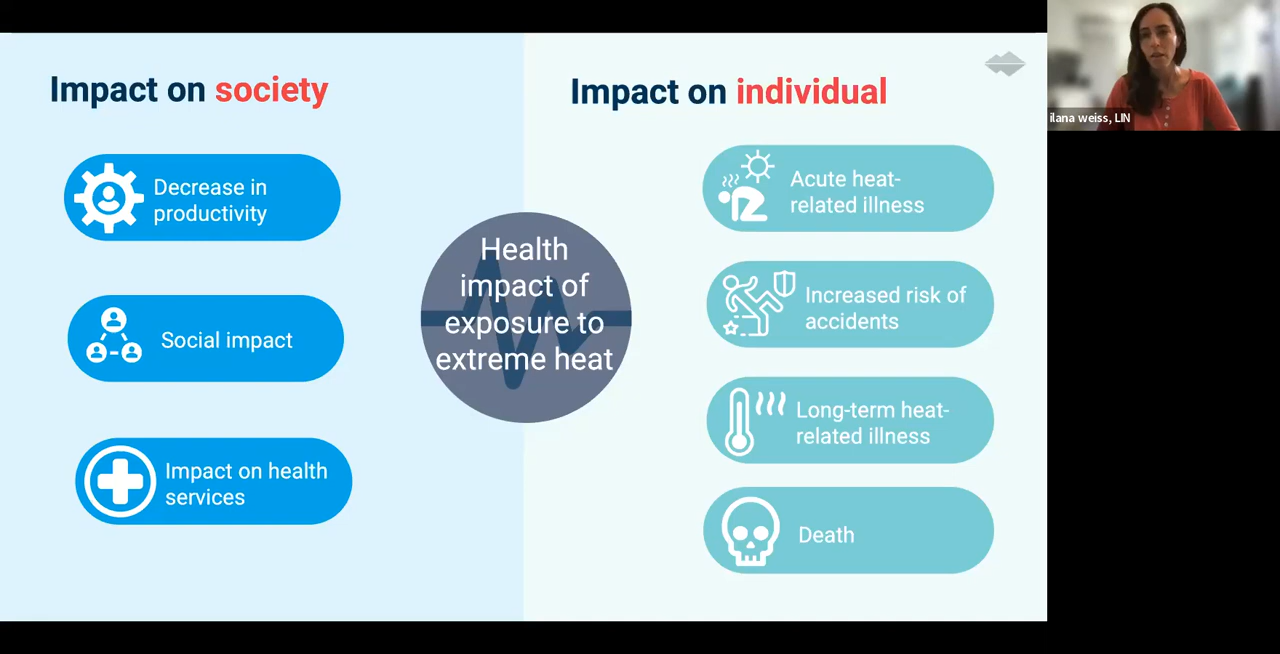 Impact on society
Decrease in
productivity
Social impact
Impact on health
services
Health
impact of
exposure to
extreme heat
Impact on individual
Acute heat-
related illness
Increased risk of
accidents
Long-term heat-
related illness
Death
ilana weiss, LIN